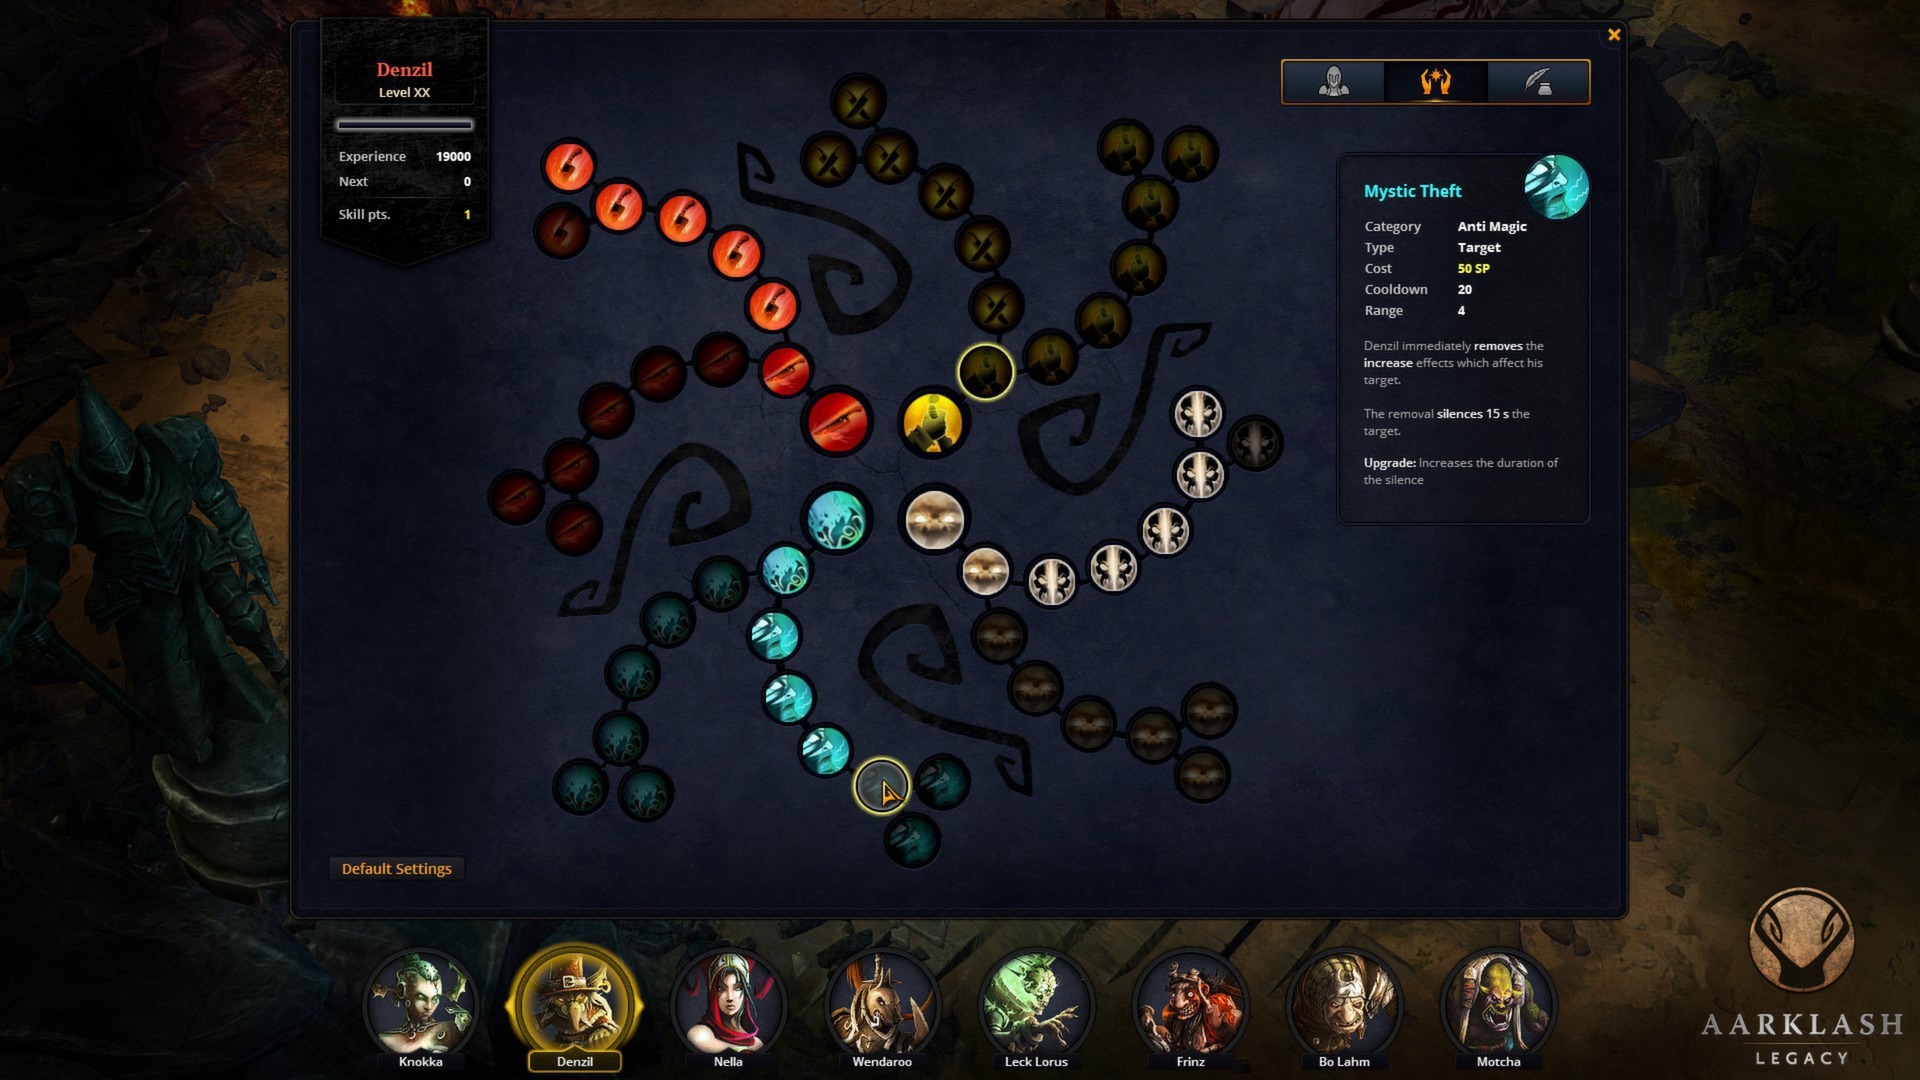 Denzil
Level XX
Experience 19000
Next 0
Skill pts. 1
Mystic Theft
Category Anti Magic
Type Target
Cost 50 SP
Cooldown 20
Range 4
Denzil immediately removes the
increase effects which affect his
target.
The removal silences 15 s the
target.
Upgrade: Increases the duration of
the silence
Default Settings
Knokka
Denzil
Nella
Wendaroo
Leck Lorus
Frinz
Bo Lahm
Motcha
AARKLASH
LEGACY